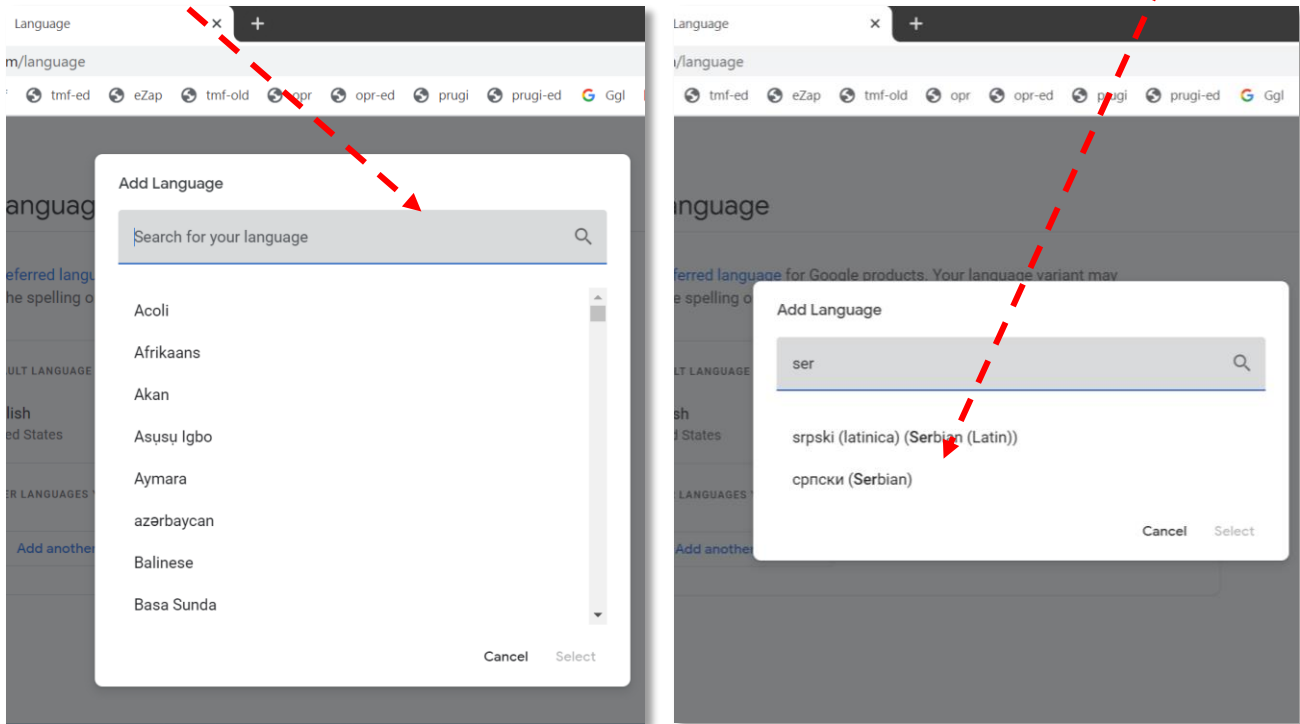 Language
m/language
tmf-ed eZap tmf-old opr opr-ed prugi prugi-ed Ggl
Add Language
anguag
Search for your language
eferred langu
he spelling o
Acoli
Afrikaans
ULT LANGUAGE
Akan
lish
ed States
Asụsụ Igbo
Aymara
ER LANGUAGES
azərbaycan
Add another
Balinese
Basa Sunda
Cancel Select
Language
/language
tmf-ed eZap tmf-old opr opr-ed prugi prugi-ed Ggl
nguage
ferred language for Google products. Your language variant may
e spelling o
Add Language
ser
LT LANGUAGE
sh
d States
srpski (latinica) (Serbian (Latin))
српски (Serbian)
LANGUAGES
Cancel Select
Add another